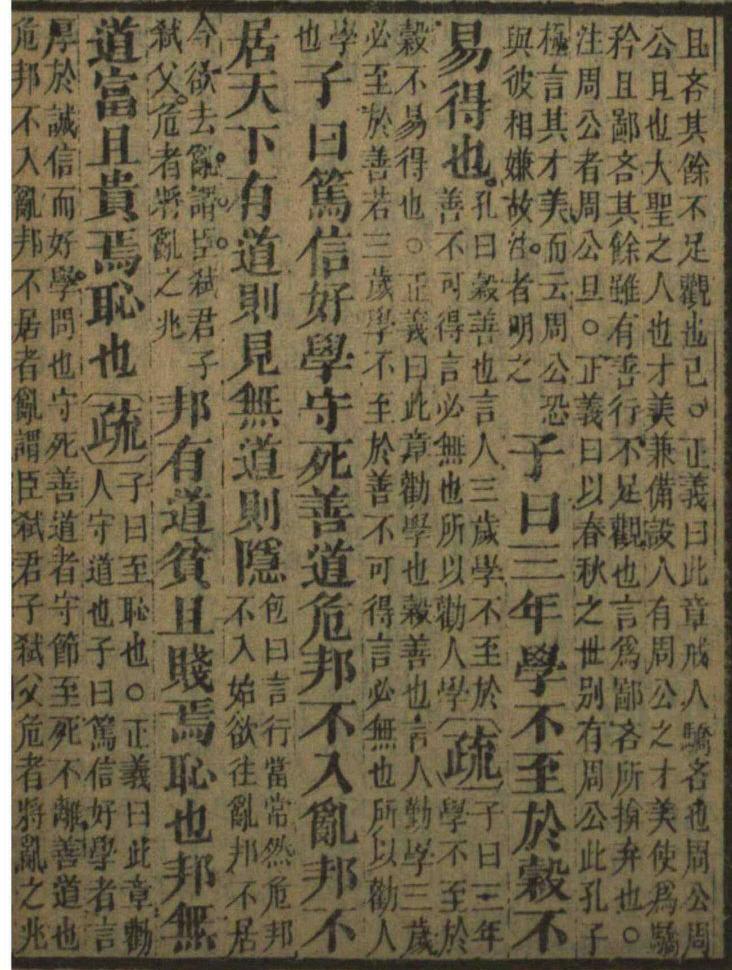 且吝其餘不足觀也已○正義曰此章戒人驕吝也周公周
公旦也大聖之人也才美兼備設人有周公之才美使爲驕
矜且鄙吝其餘雖有善行不足觀也言爲鄙吝所捐弃也○
注周公者周公旦○正義曰以春秋之世别有周公此孔子
極言其才美而云周公恐
與彼相嫌故注者明之
子曰三年學不至於穀不
易得也
孔曰穀善也言人三歲學不至於
善不可得言必無也所以勸人學
疏
子曰三年
學不至於
穀不易得也○正義曰此章勸學也穀善也言人勤學三歲
必至於善若三歲學不至於善不可得言必無也所以勸人
學
也
子曰篤信好學守死善道危邦不入亂邦不
居天下有道則見無道則隱
包曰言行當常然危邦
不入始欲往亂邦不居
今欲去亂謂臣弑君子
弑父危者將亂之兆
邦有道貧且賤焉恥也邦無
道富且貴焉恥也
疏
子曰至恥也○正義曰此章勸
人守道也子曰篤信好學者言
厚於誠信而好學問也守死善道者守節至死不離善道也
危邦不入亂邦不居者亂謂臣弑君子弑父危者將亂之兆